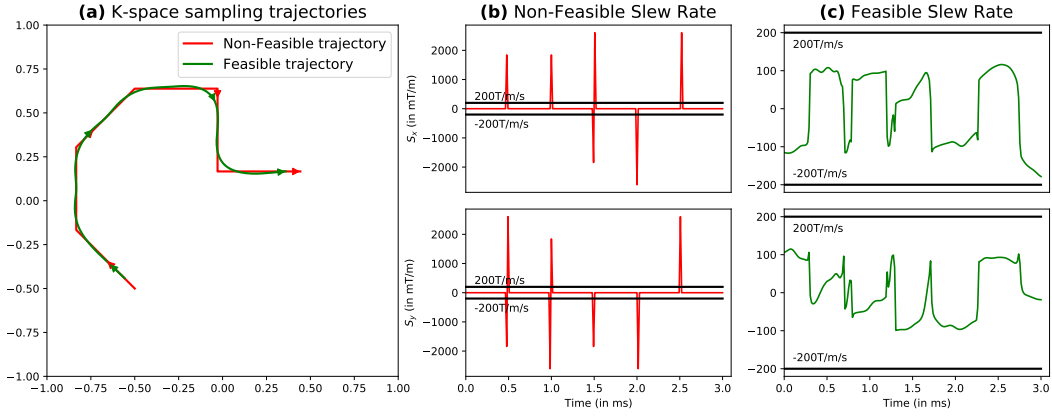 (a) K-space sampling trajectories
Non-Feasible trajectory
Feasible trajectory
1.00
0.75
0.50
0.25
0.00
−0.25
−0.50
−0.75
−1.00
−1.00 −0.75 −0.50 −0.25 0.00 0.25 0.50 0.75 1.00
(b) Non-Feasible Slew Rate
Sx (in mT/m)
2000
1000
0
−1000
−2000
200T/m/s
-200T/m/s
Sy (in mT/m)
2000
1000
0
−1000
−2000
200T/m/s
-200T/m/s
0.0 0.5 1.0 1.5 2.0 2.5 3.0
Time (in ms)
(c) Feasible Slew Rate
200
100
0
−100
−200
200T/m/s
-200T/m/s
200
100
0
−100
−200
200T/m/s
-200T/m/s
0.0 0.5 1.0 1.5 2.0 2.5 3.0
Time (in ms)